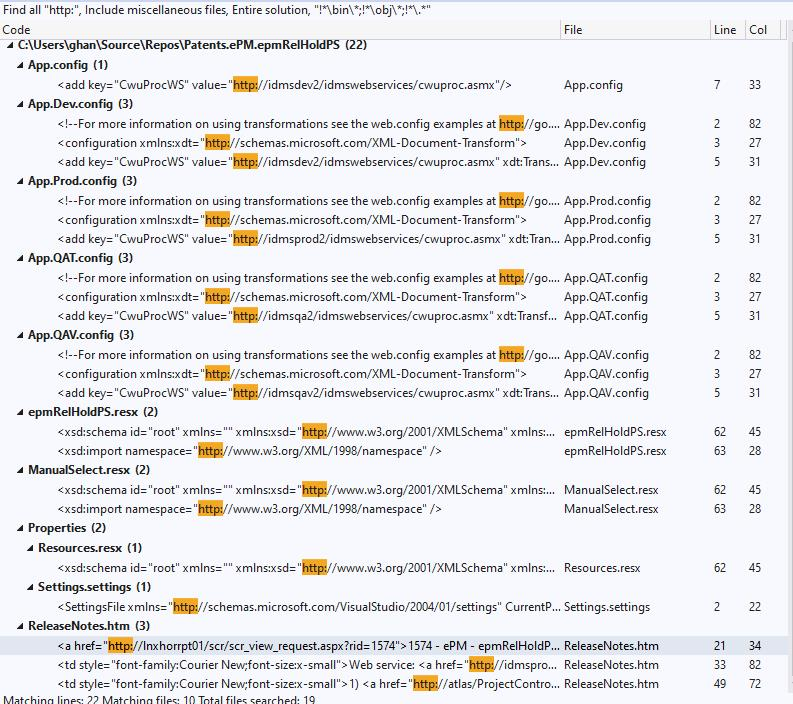 Find all "http:", Include miscellaneous files, Entire solution, "!*\bin\*;!*\obj\*;!*\.*"
Code File Line Col
C:\Users\ghan\Source\Repos\Patents.ePM.epmRelHoldPS (22)
App.config (1)
<add key="CwuProcWS" value="http://idmsdev2/idmswebservices/cwuproc.asmx"/> App.config 7 33
App.Dev.config (3)
<!--For more information on using transformations see the web.config examples at http://go.... App.Dev.config 2 82
<configuration xmlns:xdt="http://schemas.microsoft.com/XML-Document-Transform"> App.Dev.config 3 27
<add key="CwuProcWS" value="http://idmsdev2/idmswebservices/cwuproc.asmx" xdt:Trans... App.Dev.config 5 31
App.Prod.config (3)
<!--For more information on using transformations see the web.config examples at http://go.... App.Prod.config 2 82
<configuration xmlns:xdt="http://schemas.microsoft.com/XML-Document-Transform"> App.Prod.config 3 27
<add key="CwuProcWS" value="http://idmsprod2/idmswebservices/cwuproc.asmx" xdt:Tran... App.Prod.config 5 31
App.QAT.config (3)
<!--For more information on using transformations see the web.config examples at http://go.... App.QAT.config 2 82
<configuration xmlns:xdt="http://schemas.microsoft.com/XML-Document-Transform"> App.QAT.config 3 27
<add key="CwuProcWS" value="http://idmsqa2/idmswebservices/cwuproc.asmx" xdt:Transf... App.QAT.config 5 31
App.QAV.config (3)
<!--For more information on using transformations see the web.config examples at http://go.... App.QAV.config 2 82
<configuration xmlns:xdt="http://schemas.microsoft.com/XML-Document-Transform"> App.QAV.config 3 27
<add key="CwuProcWS" value="http://idmsqav2/idmswebservices/cwuproc.asmx" xdt:Trans... App.QAV.config 5 31
epmRelHoldPS.resx (2)
<xsd:schema id="root" xmlns="" xmlns:xsd="http://www.w3.org/2001/XMLSchema" xmlns:... epmRelHoldPS.resx 62 45
<xsd:import namespace="http://www.w3.org/XML/1998/namespace" /> epmRelHoldPS.resx 63 28
ManualSelect.resx (2)
<xsd:schema id="root" xmlns="" xmlns:xsd="http://www.w3.org/2001/XMLSchema" xmlns:... ManualSelect.resx 62 45
<xsd:import namespace="http://www.w3.org/XML/1998/namespace" /> ManualSelect.resx 63 28
Properties (2)
Resources.resx (1)
<xsd:schema id="root" xmlns="" xmlns:xsd="http://www.w3.org/2001/XMLSchema" xmlns:... Resources.resx 62 45
Settings.settings (1)
<SettingsFile xmlns="http://schemas.microsoft.com/VisualStudio/2004/01/settings" CurrentP... Settings.settings 2 22
ReleaseNotes.htm (3)
<a href="http://lnxhorrpt01/scr/scr_view_request.aspx?rid=1574">1574 - ePM - epmRelHoldP... ReleaseNotes.htm 21 34
<td style="font-family:Courier New;font-size:x-small">Web service: <a href="http://idmspro... ReleaseNotes.htm 33 82
<td style="font-family:Courier New;font-size:x-small">1) <a href="http://atlas/ProjectContro... ReleaseNotes.htm 49 72
Matching lines: 22 Matching files: 10 Total files searched: 19